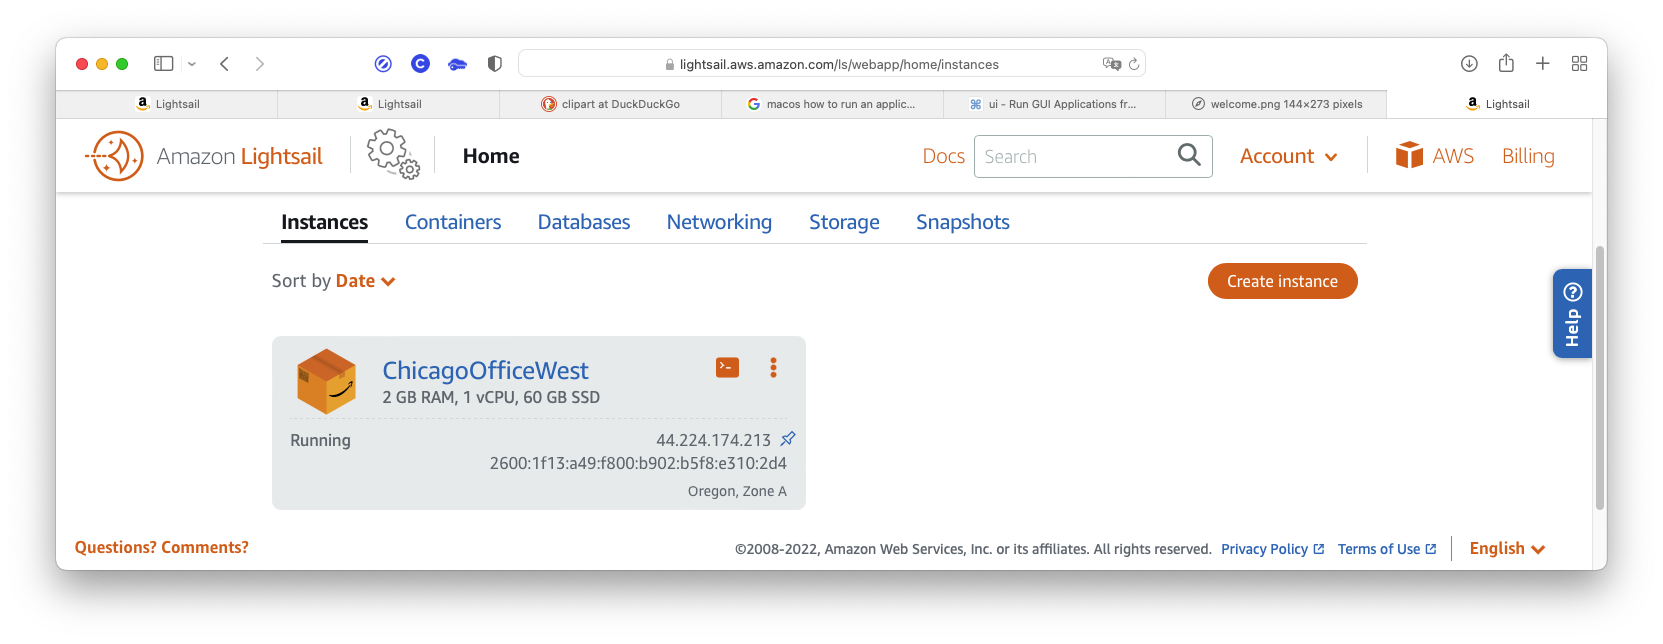 lightsail.aws.amazon.com/ls/webapp/home/instances
Lightsail
Lightsail
clipart at DuckDuckGo
macos how to run an applic...
ui - Run GUI Applications fr...
welcome.png 144×273 pixels
Lightsail
Amazon Lightsail
Home
Docs
Search
Account
AWS
Billing
Instances
Containers
Databases
Networking
Storage
Snapshots
Sort by Date
Create instance
Help
ChicagoOfficeWest
2 GB RAM, 1 vCPU, 60 GB SSD
Running
44.224.174.213
2600:1f13:a49:f800:b902:b5f8:e310:2d4
Oregon, Zone A
Questions? Comments?
©2008-2022, Amazon Web Services, Inc. or its affiliates. All rights reserved.
Privacy Policy
Terms of Use
English